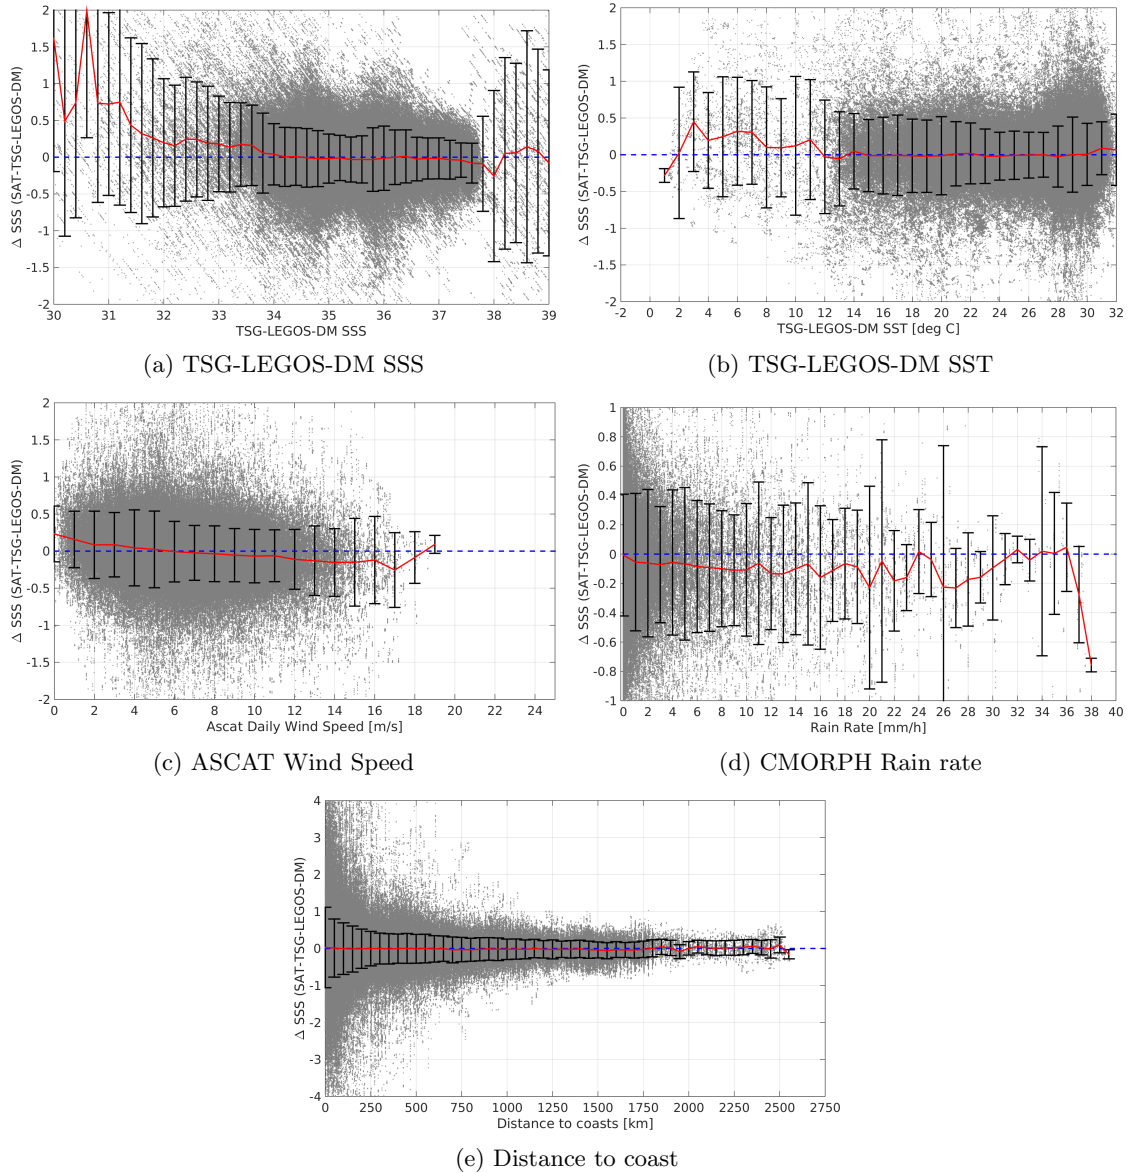 2
1.5
1
0.5
0
-0.5
-1
-1.5
-2
Δ SSS (SAT-TSG-LEGOS-DM)
30 31 32 33 34 35 36 37 38 39
TSG-LEGOS-DM SSS
(a) TSG-LEGOS-DM SSS
2
1.5
1
0.5
0
-0.5
-1
-1.5
-2
Δ SSS (SAT-TSG-LEGOS-DM)
-2 0 2 4 6 8 10 12 14 16 18 20 22 24 26 28 30 32
TSG-LEGOS-DM SST [deg C]
(b) TSG-LEGOS-DM SST
2
1.5
1
0.5
0
-0.5
-1
-1.5
-2
Δ SSS (SAT-TSG-LEGOS-DM)
0 2 4 6 8 10 12 14 16 18 20 22 24
Ascat Daily Wind Speed [m/s]
(c) ASCAT Wind Speed
1
0.8
0.6
0.4
0.2
0
-0.2
-0.4
-0.6
-0.8
-1
Δ SSS (SAT-TSG-LEGOS-DM)
0 2 4 6 8 10 12 14 16 18 20 22 24 26 28 30 32 34 36 38 40
Rain Rate [mm/h]
(d) CMORPH Rain rate
4
3
2
1
0
-1
-2
-3
-4
Δ SSS (SAT-TSG-LEGOS-DM)
0 250 500 750 1000 1250 1500 1750 2000 2250 2500 2750
Distance to coasts [km]
(e) Distance to coast